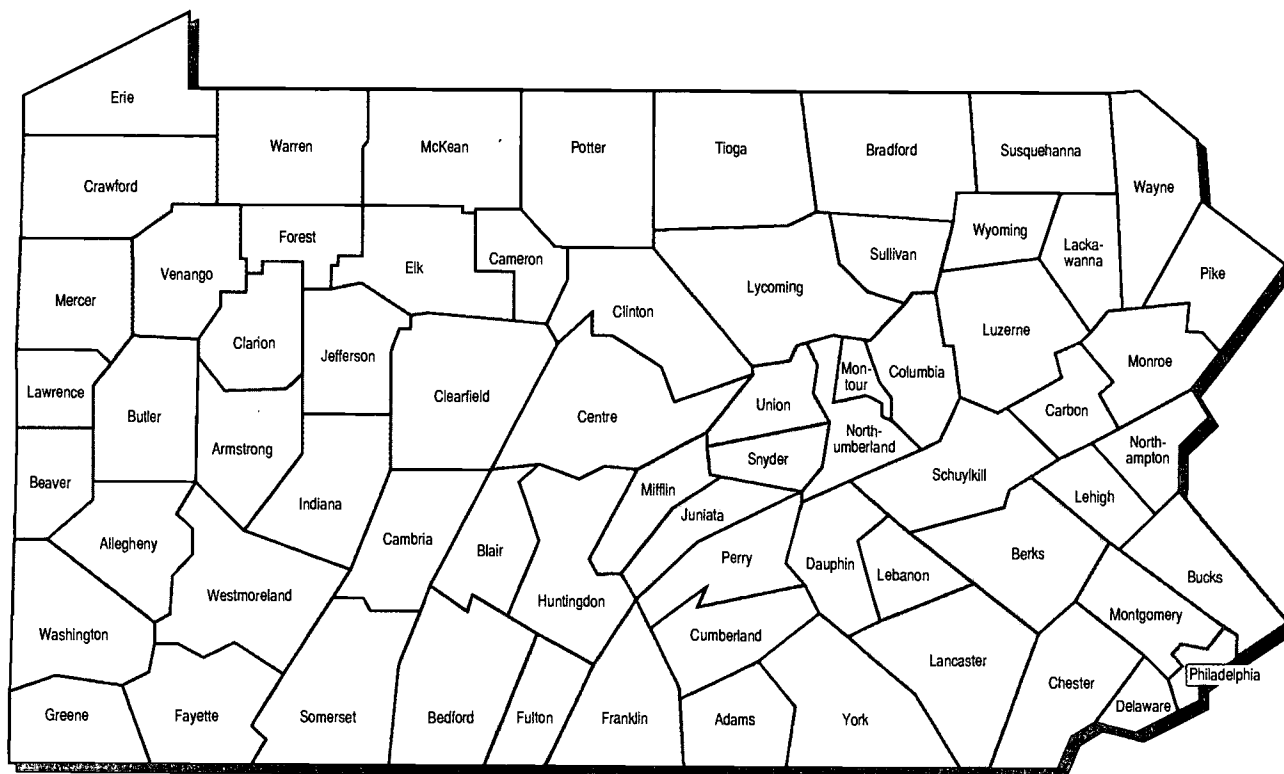 Erie
Warren
McKean
Potter
Tioga
Bradford
Susquehanna
Wayne
Crawford
Forest
Elk
Cameron
Sullivan
Wyoming
Lacka-
wanna
Pike
Venango
Mercer
Clinton
Lycoming
Luzerne
Clarion
Jefferson
Monroe
Lawrence
Butler
Clearfield
Centre
Mon-
tour
Columbia
Union
Carbon
Armstrong
North-
umberland
North-
ampton
Beaver
Indiana
Mifflin
Snyder
Schuylkill
Lehigh
Juniata
Allegheny
Cambria
Blair
Perry
Dauphin
Lebanon
Berks
Bucks
Westmoreland
Huntingdon
Washington
Cumberland
Montgomery
Lancaster
Philadelphia
Chester
Greene
Fayette
Somerset
Bedford
Fulton
Franklin
Adams
York
Delaware